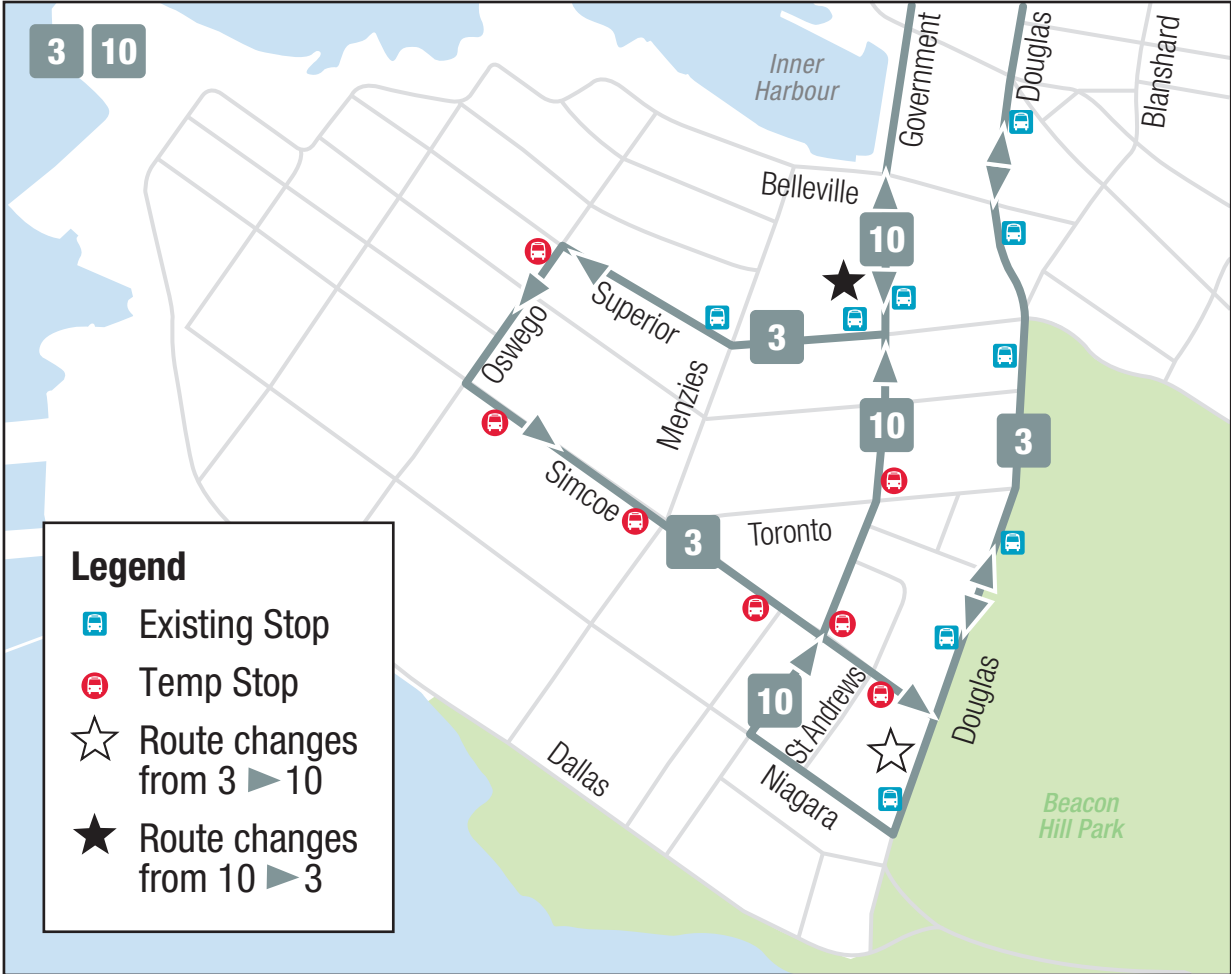 3 10
Inner
Harbour
Government
Douglas
Blanshard
Belleville
10
Superior
3
Oswego
Menzies
10
3
Simcoe
Toronto
3
10
St Andrews
Douglas
Niagara
Dallas
Beacon
Hill Park
Legend
Existing Stop
Temp Stop
Route changes
from 3 ▶ 10
Route changes
from 10 ▶ 3